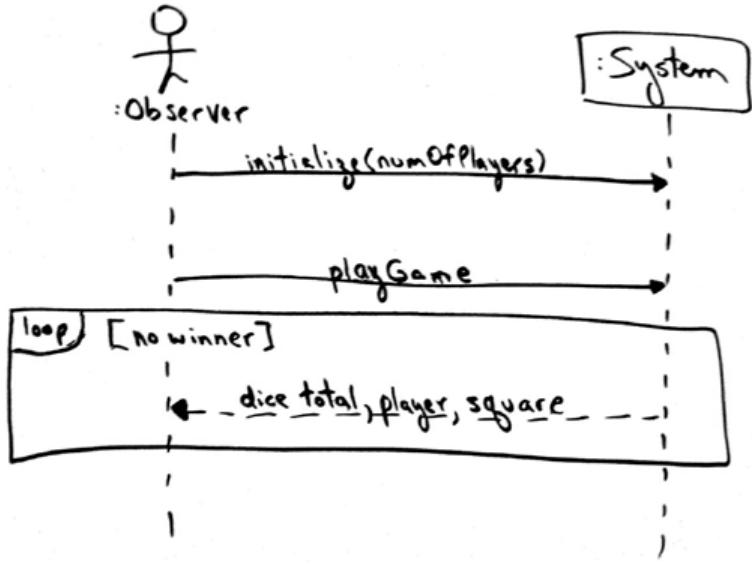 :System
:Observer
initialize(numOfPlayers)
playGame
loop
[no winner]
dice total, player, square